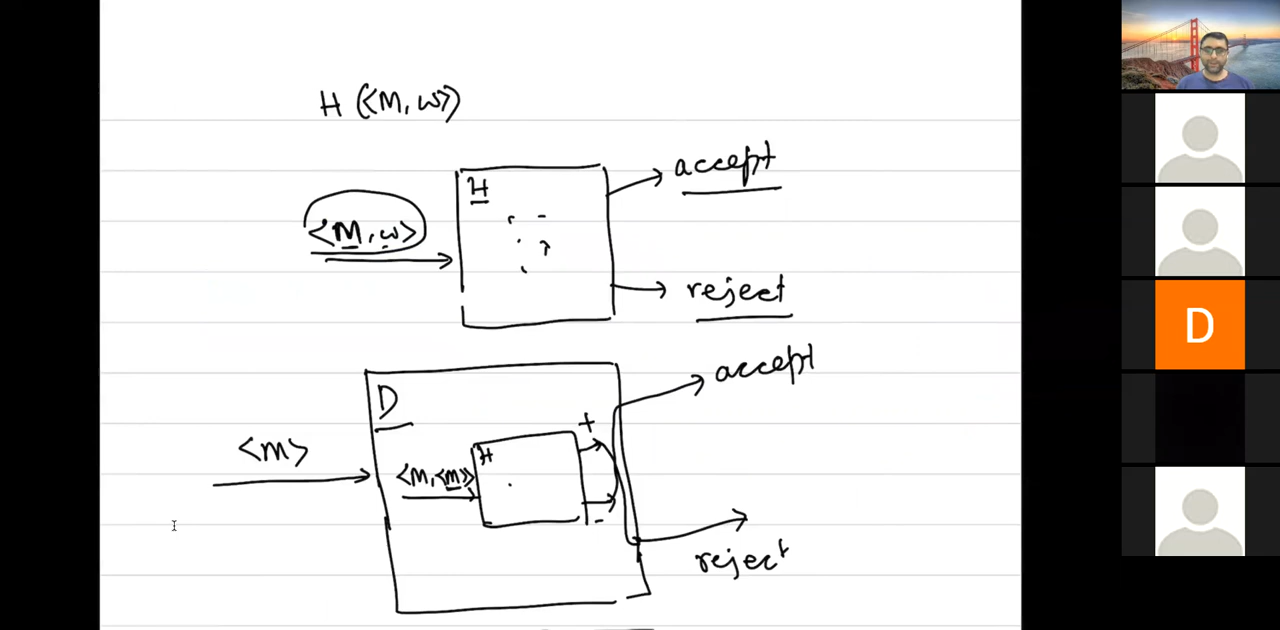 H (<M, w>)
accept
H
<M, w>
reject
accept
D
+
<m>
H
<M, <m>>
-
reject
D